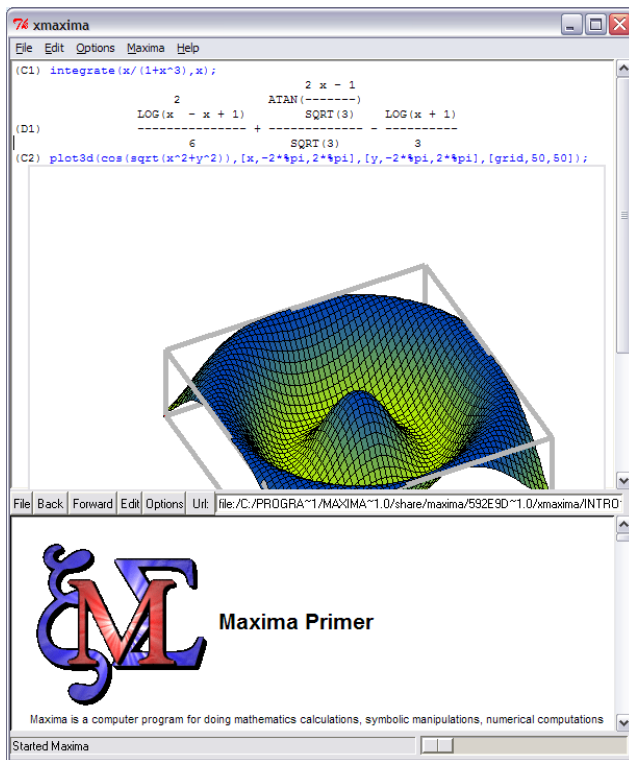 7% xmaxima
File Edit Options Maxima Help
(C1) integrate(x/(1+x^3),x);
2 x - 1
2 ATAN(-------)
LOG(x - x + 1) SQRT(3) LOG(x + 1)
(D1) --------------- + ------------- - ----------
6 SQRT(3) 3
(C2) plot3d(cos(sqrt(x^2+y^2)),[x,-2*%pi,2*%pi],[y,-2*%pi,2*%pi],[grid,50,50]);
File Back Forward Edit Options Url: file:/C:/PROGRA~1/MAXIMA~1.0/share/maxima/592E9D~1.0/xmaxima/INTRO
ξMΣ
Maxima Primer
Maxima is a computer program for doing mathematics calculations, symbolic manipulations, numerical computations
Started Maxima